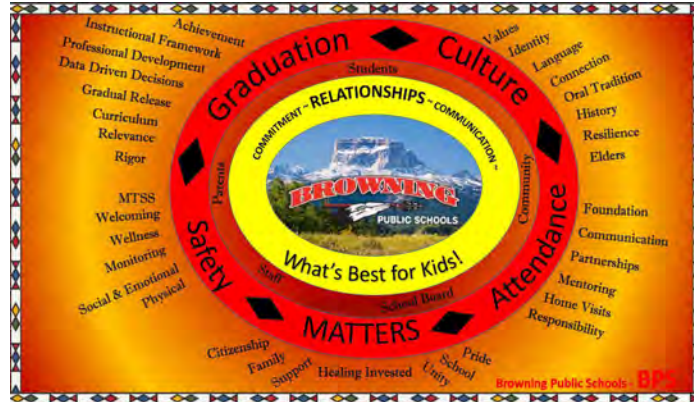 Achievement
Instructional Framework
Professional Development
Data Driven Decisions
Gradual Release
Curriculum
Relevance
Rigor
Graduation
Culture
Values
Identity
Language
Connection
Oral Tradition
History
Resilience
Elders
Students
COMMITMENT ~ RELATIONSHIPS ~ COMMUNICATION ~
Parents
Community
BROWNING
PUBLIC SCHOOLS
What's Best for Kids!
Staff
School Board
MTSS
Welcoming
Wellness
Monitoring
Social & Emotional
Physical
Safety
MATTERS
Attendance
Foundation
Communication
Partnerships
Mentoring
Home Visits
Responsibility
Citizenship
Family
Support
Healing Invested
Unity
School
Pride
Browning Public Schools - BPS